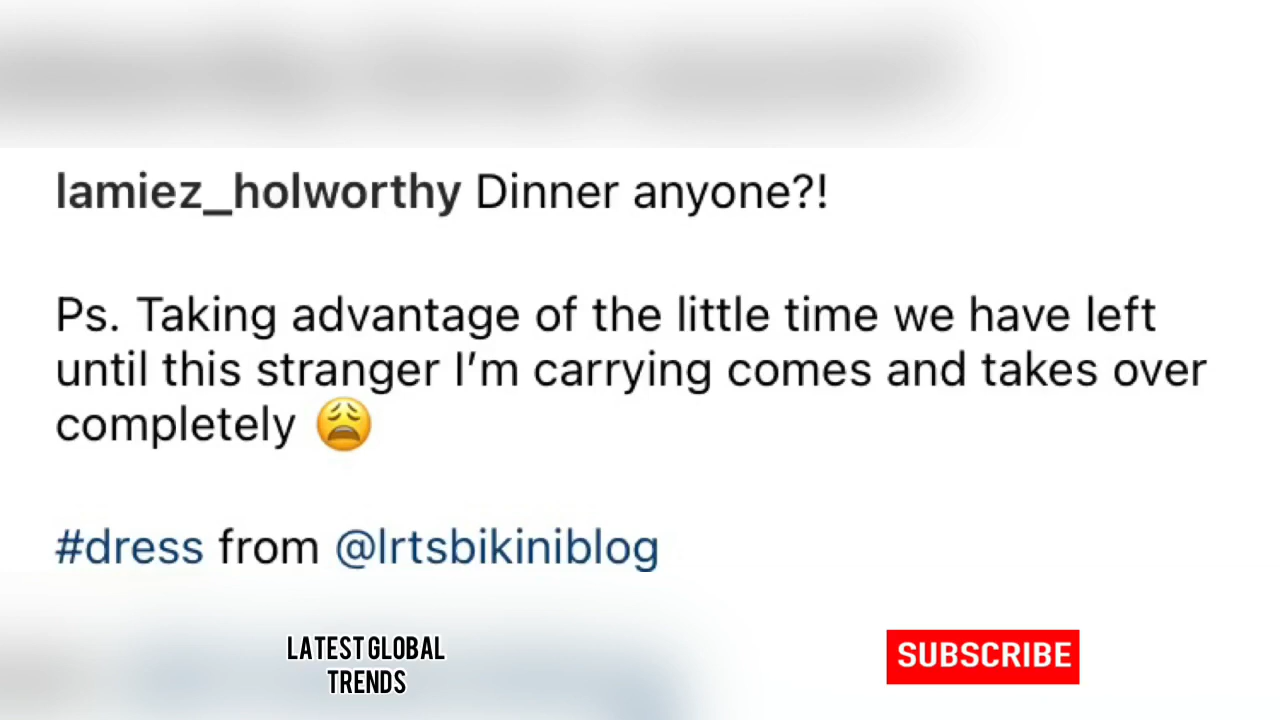 lamiez_holworthy Dinner anyone?!
Ps. Taking advantage of the little time we have left
until this stranger I’m carrying comes and takes over
completely 😩
#dress from @lrtsbikiniblog
LATEST GLOBAL
TRENDS
SUBSCRIBE